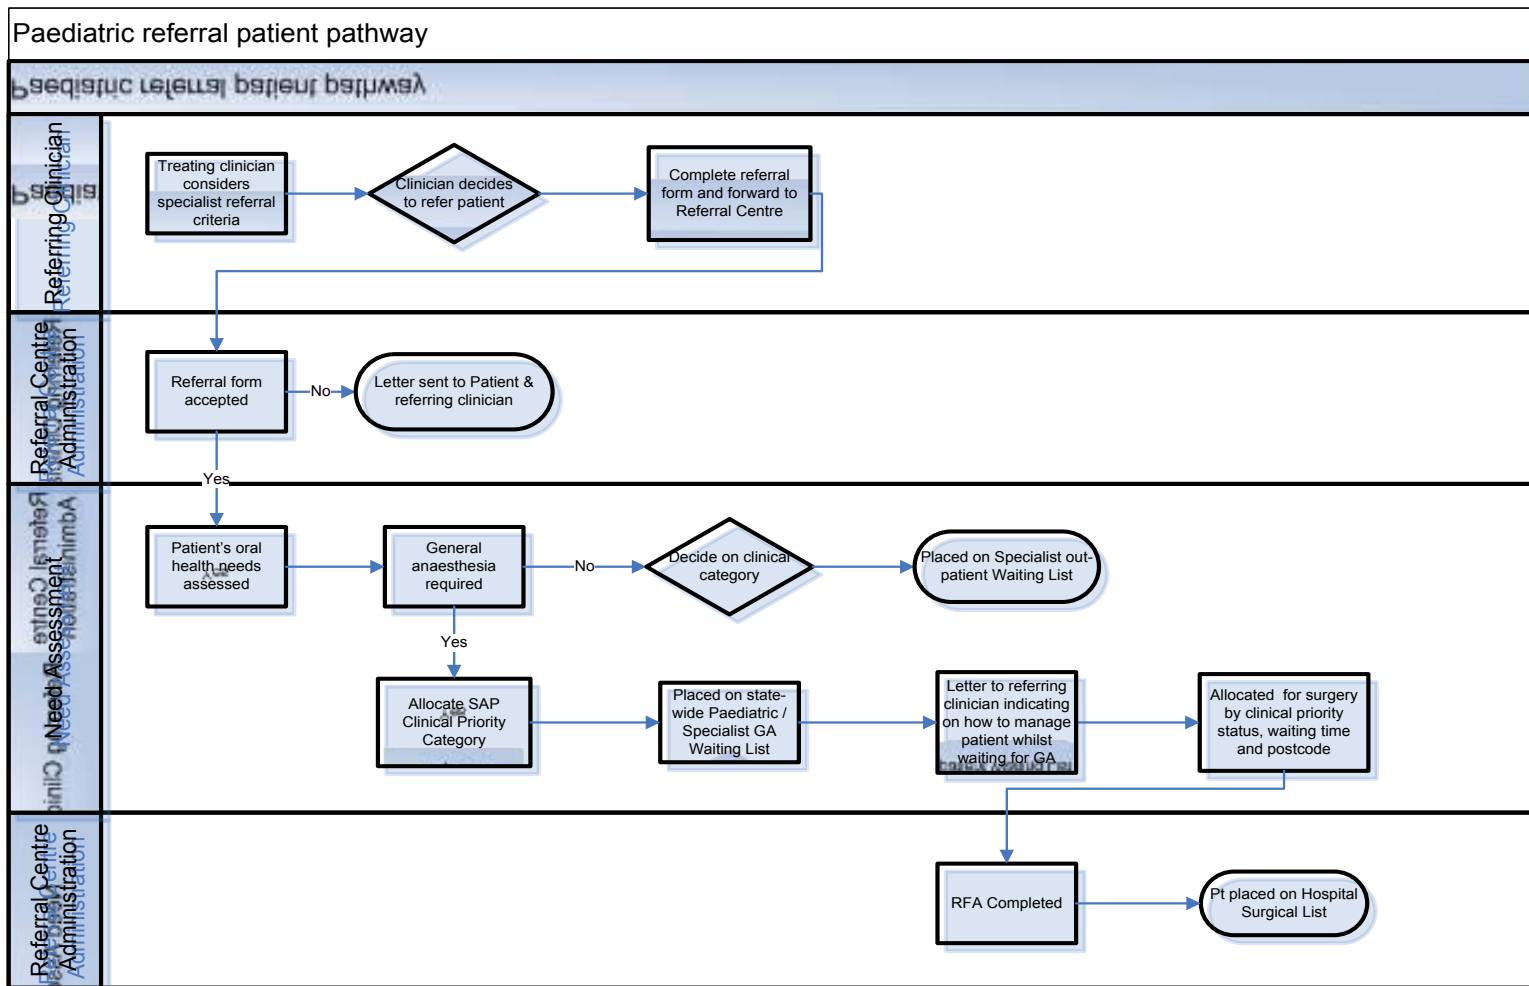 Paediatric referral patient pathway
Paediatric referral patient pathway
Referring Clinician
Treating clinician
considers
specialist referral
criteria
Clinician decides
to refer patient
Complete referral
form and forward to
Referral Centre
Referral Centre
Administration
Referral form
accepted
No
Letter sent to Patient &
referring clinician
Yes
Need Assessment
Patient's oral
health needs
assessed
General
anaesthesia
required
No
Decide on clinical
category
Placed on Specialist out-
patient Waiting List
Yes
Allocate SAP
Clinical Priority
Category
Placed on state-
wide Paediatric /
Specialist GA
Waiting List
Letter to referring
clinician indicating
on how to manage
patient whilst
waiting for GA
Allocated for surgery
by clinical priority
status, waiting time
and postcode
Referral Centre
Administration
RFA Completed
Pt placed on Hospital
Surgical List